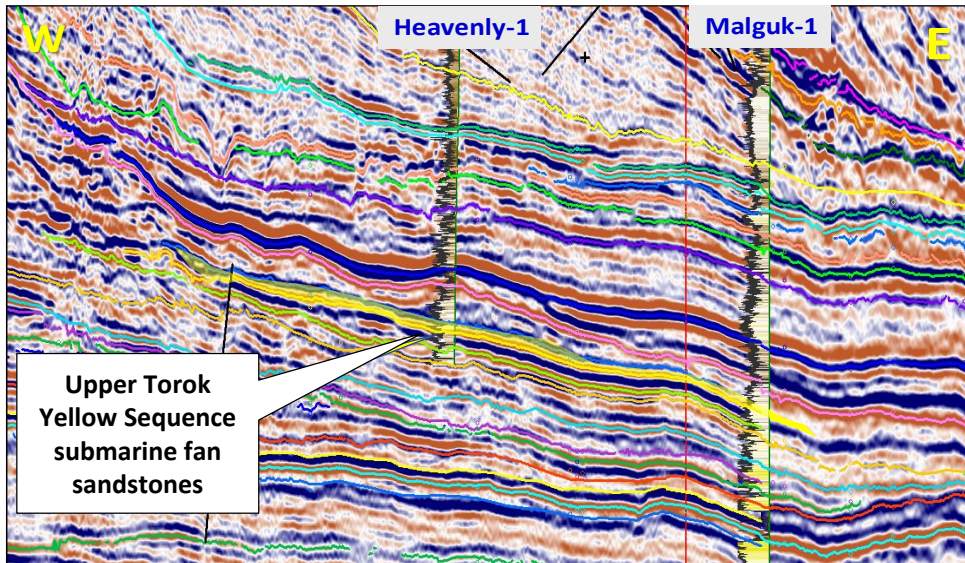 W
Heavenly-1
Malguk-1
E
Upper Torok
Yellow Sequence
submarine fan
sandstones